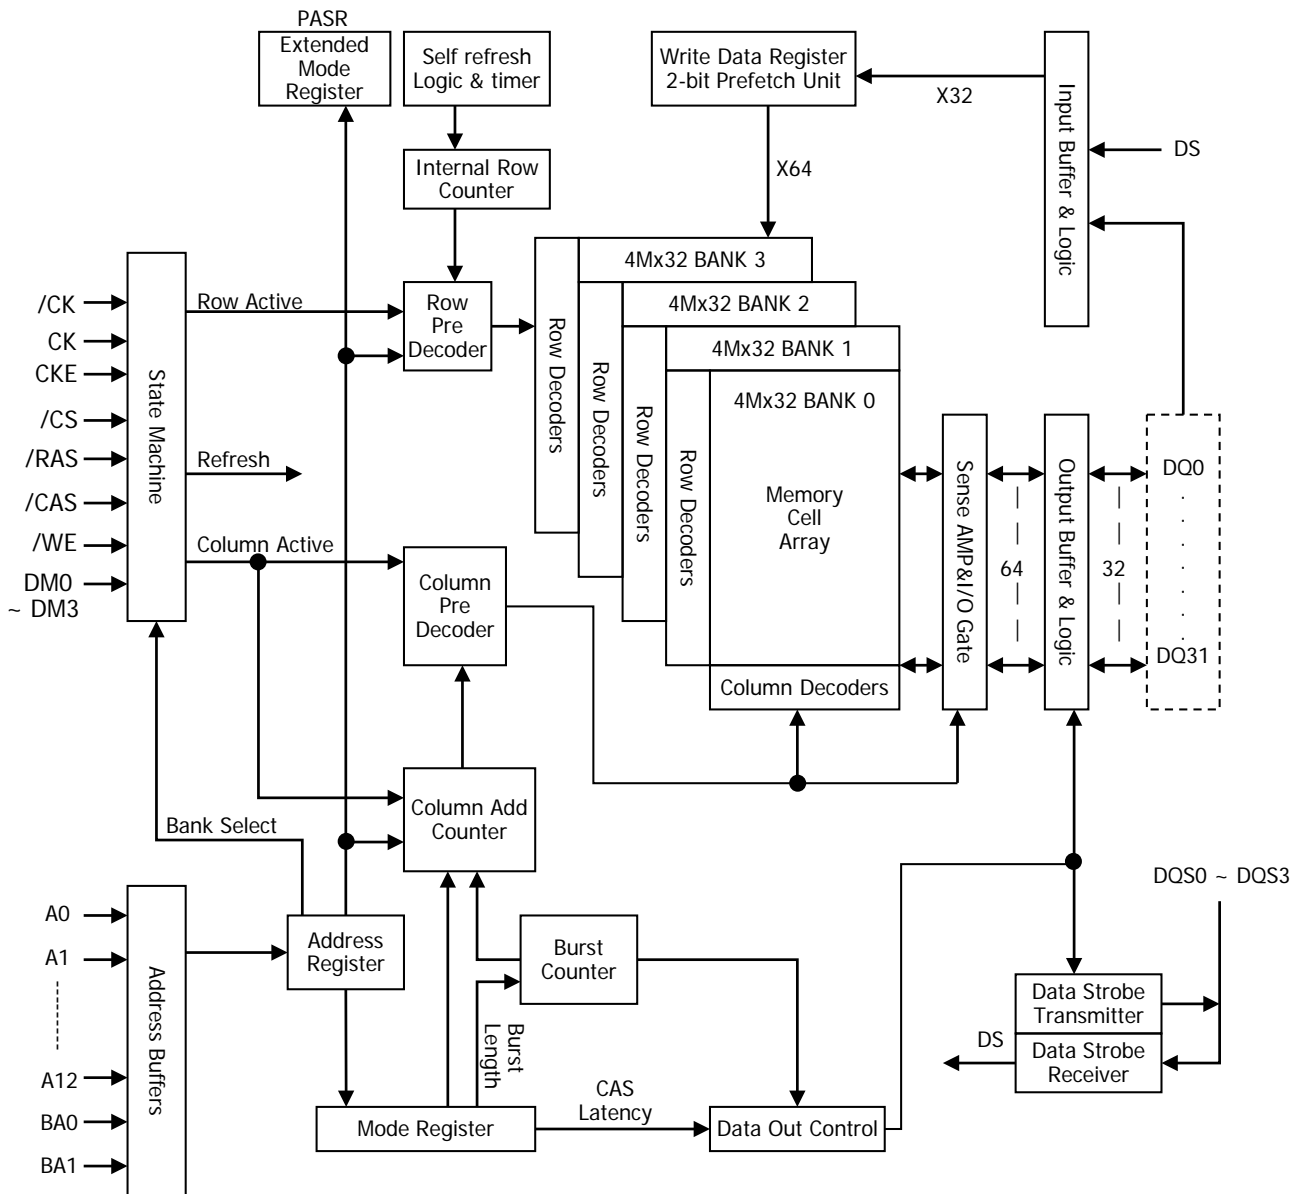 PASR
Extended
Mode
Register
Self refresh
Logic & timer
Write Data Register
2-bit Prefetch Unit
X32
Input Buffer & Logic
DS
Internal Row
Counter
X64
4Mx32 BANK 3
4Mx32 BANK 2
4Mx32 BANK 1
4Mx32 BANK 0
Row Decoders
Row Decoders
Row Decoders
Row Decoders
Memory
Cell
Array
Column Decoders
/CK
CK
CKE
/CS
/RAS
/CAS
/WE
DM0
~ DM3
State Machine
Row Active
Refresh
Column Active
Row
Pre
Decoder
Column
Pre
Decoder
Sense AMP&I/O Gate
64
Output Buffer & Logic
32
DQ0
DQ31
Bank Select
Column Add
Counter
A0
A1
A12
BA0
BA1
Address Buffers
Address
Register
Burst
Counter
Burst
Length
Mode Register
CAS
Latency
Data Out Control
DQS0 ~ DQS3
Data Strobe
Transmitter
DS
Data Strobe
Receiver